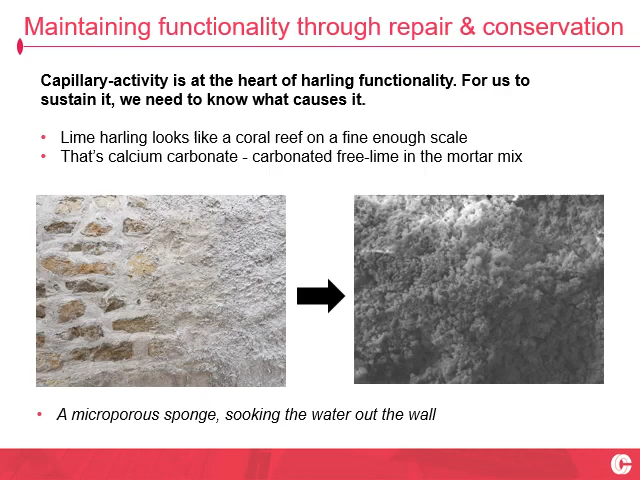 Maintaining functionality through repair & conservation
Capillary-activity is at the heart of harling functionality. For us to
sustain it, we need to know what causes it.
• Lime harling looks like a coral reef on a fine enough scale
• That’s calcium carbonate - carbonated free-lime in the mortar mix
• A microporous sponge, sooking the water out the wall